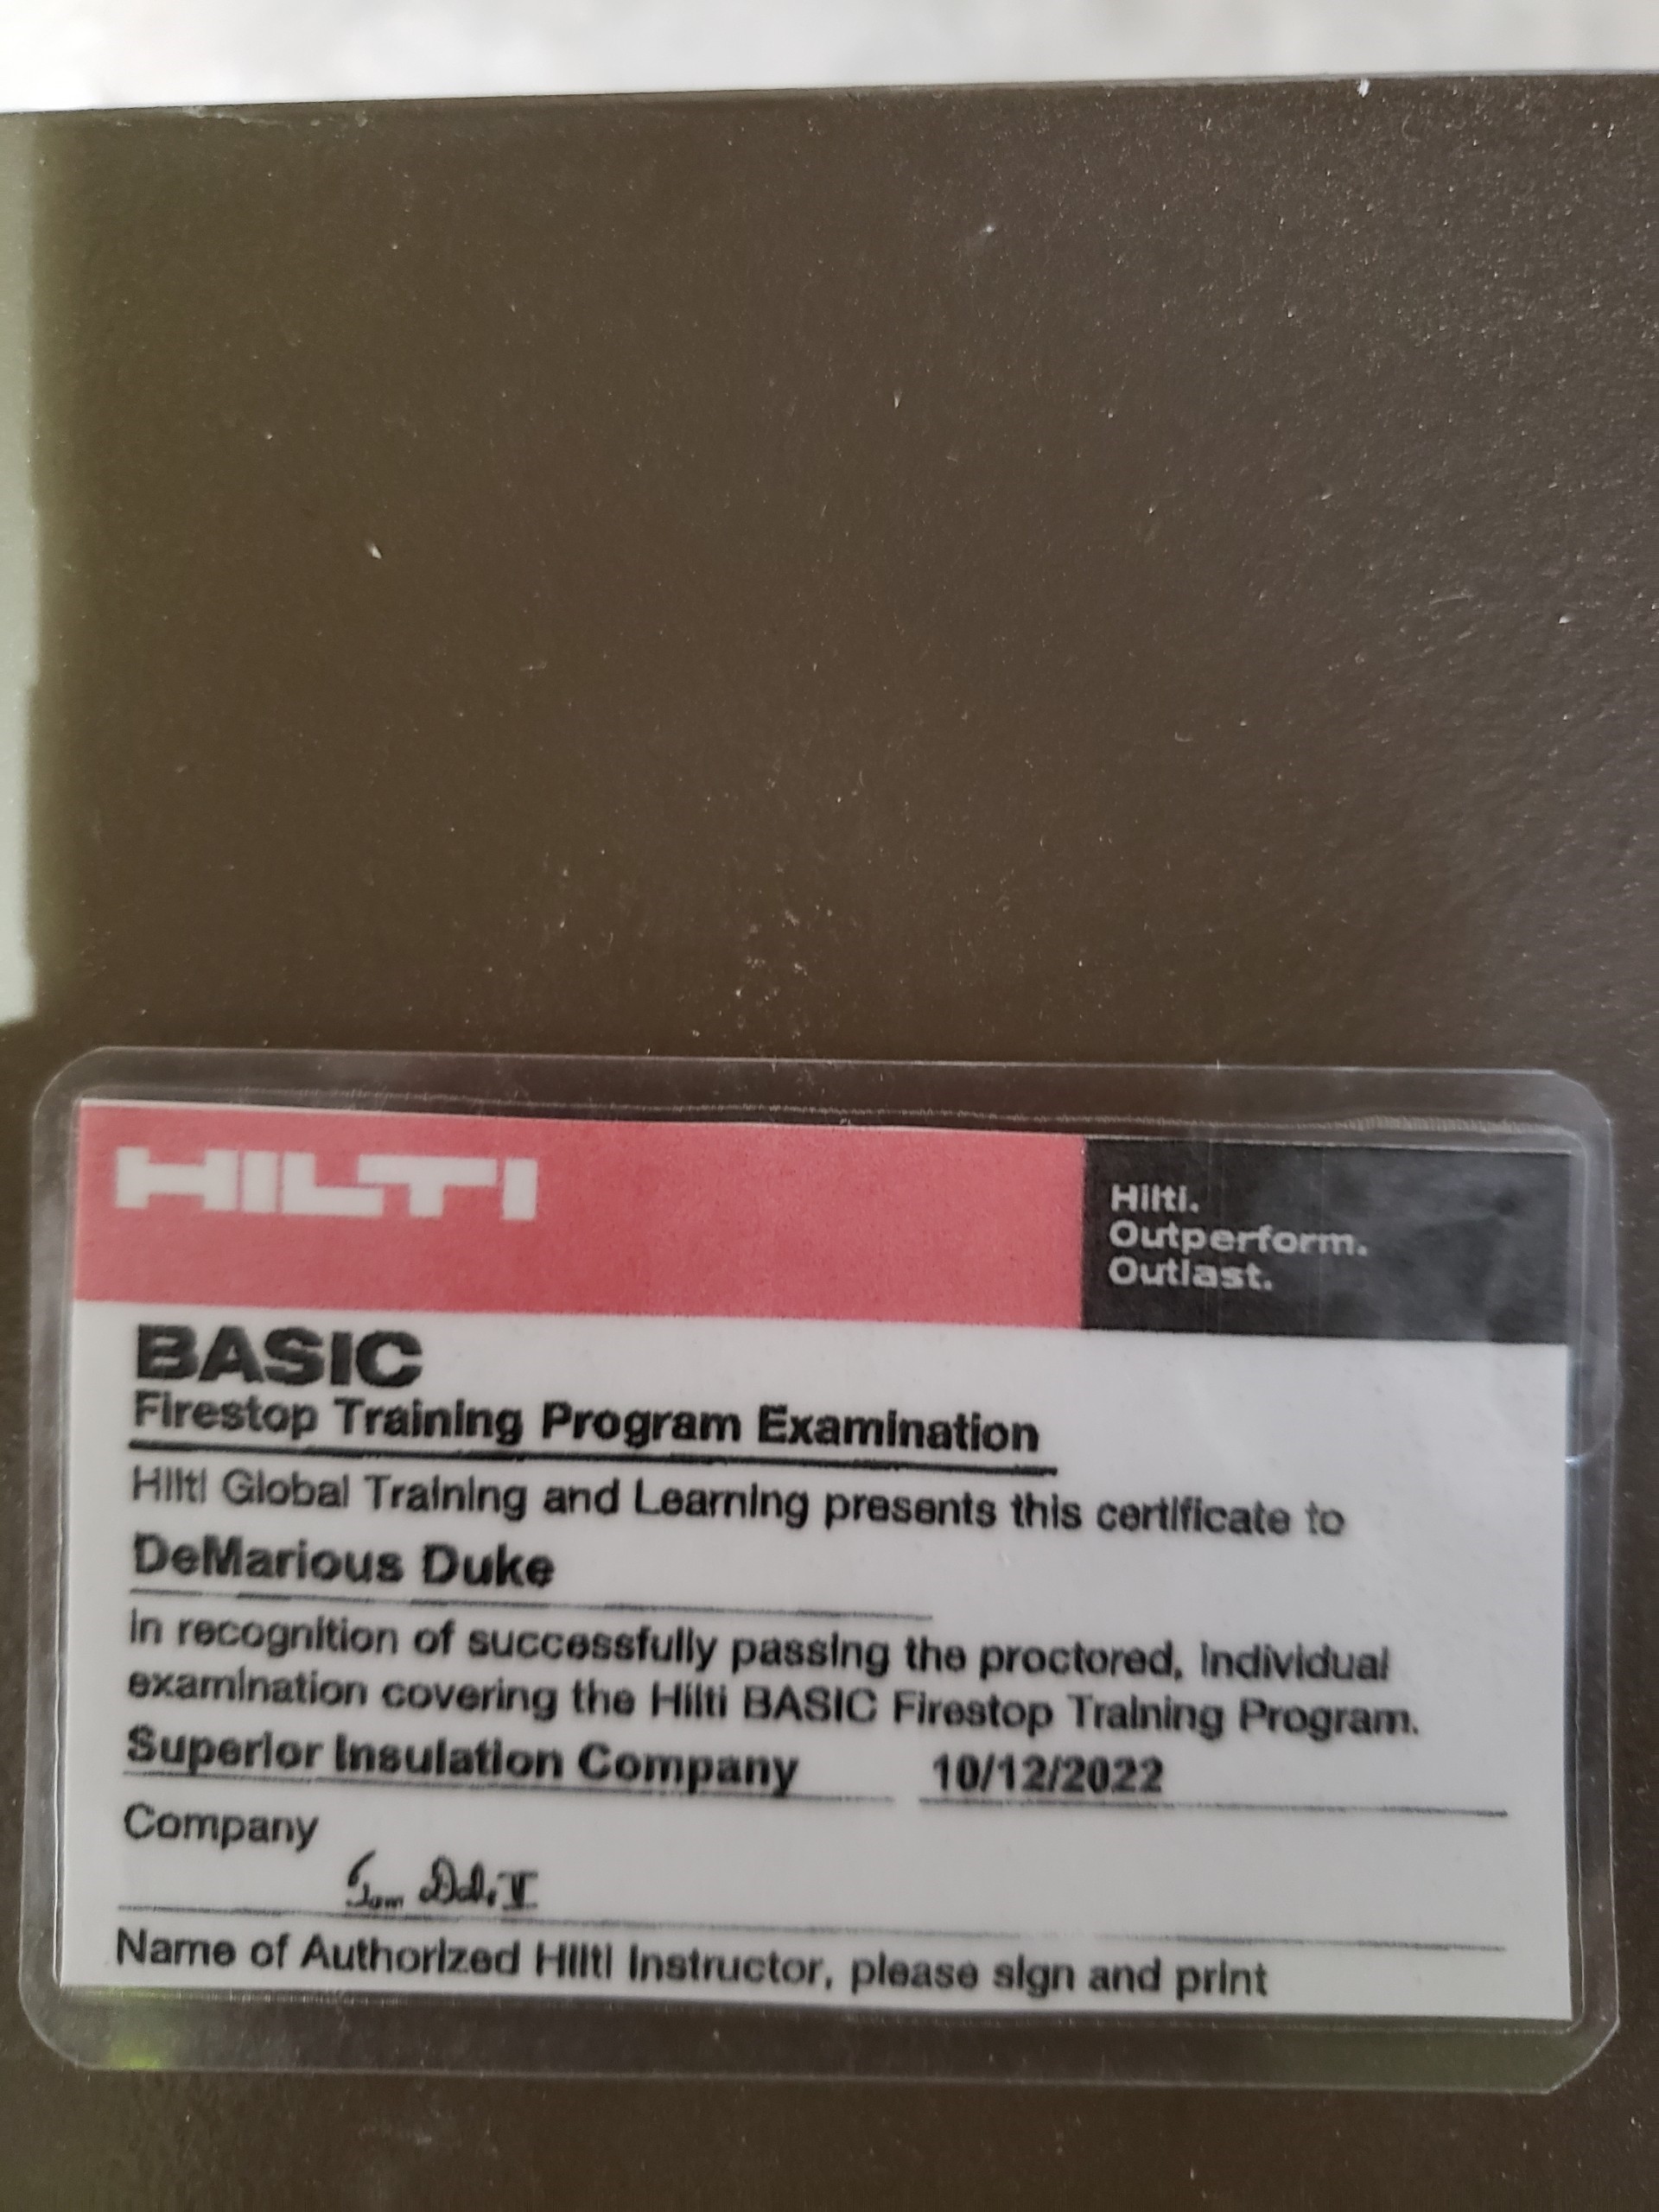 HILTI
Hilti.
Outperform.
Outlast.
BASIC
Firestop Training Program Examination
Hilti Global Training and Learning presents this certificate to
DeMarious Duke
in recognition of successfully passing the proctored, individual
examination covering the Hilti BASIC Firestop Training Program.
Superior Insulation Company 10/12/2022
Company
Name of Authorized Hilti Instructor, please sign and print